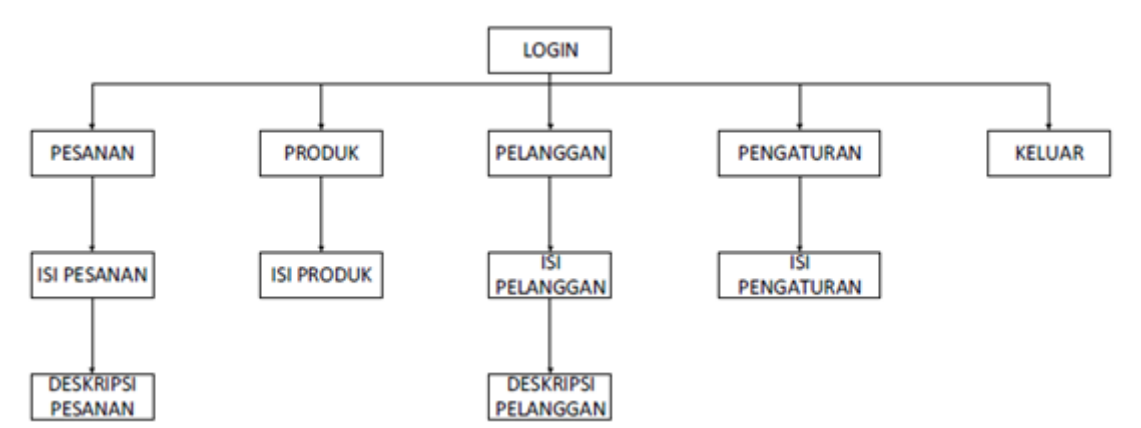 LOGIN
PESANAN
PRODUK
PELANGGAN
PENGATURAN
KELUAR
ISI PESANAN
ISI PRODUK
ISI
PELANGGAN
ISI
PENGATURAN
DESKRIPSI
PESANAN
DESKRIPSI
PELANGGAN